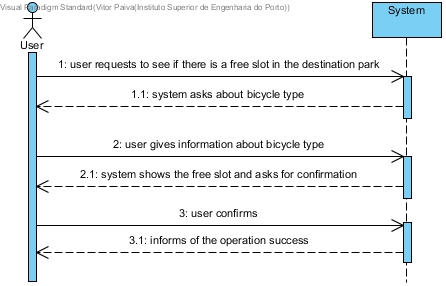 Visual Paradigm Standard(Vitor Paiva(Instituto Superior de Engenharia do Porto))
System
User
1: user requests to see if there is a free slot in the destination park
1.1: system asks about bicycle type
2: user gives information about bicycle type
2.1: system shows the free slot and asks for confirmation
3: user confirms
3.1: informs of the operation success